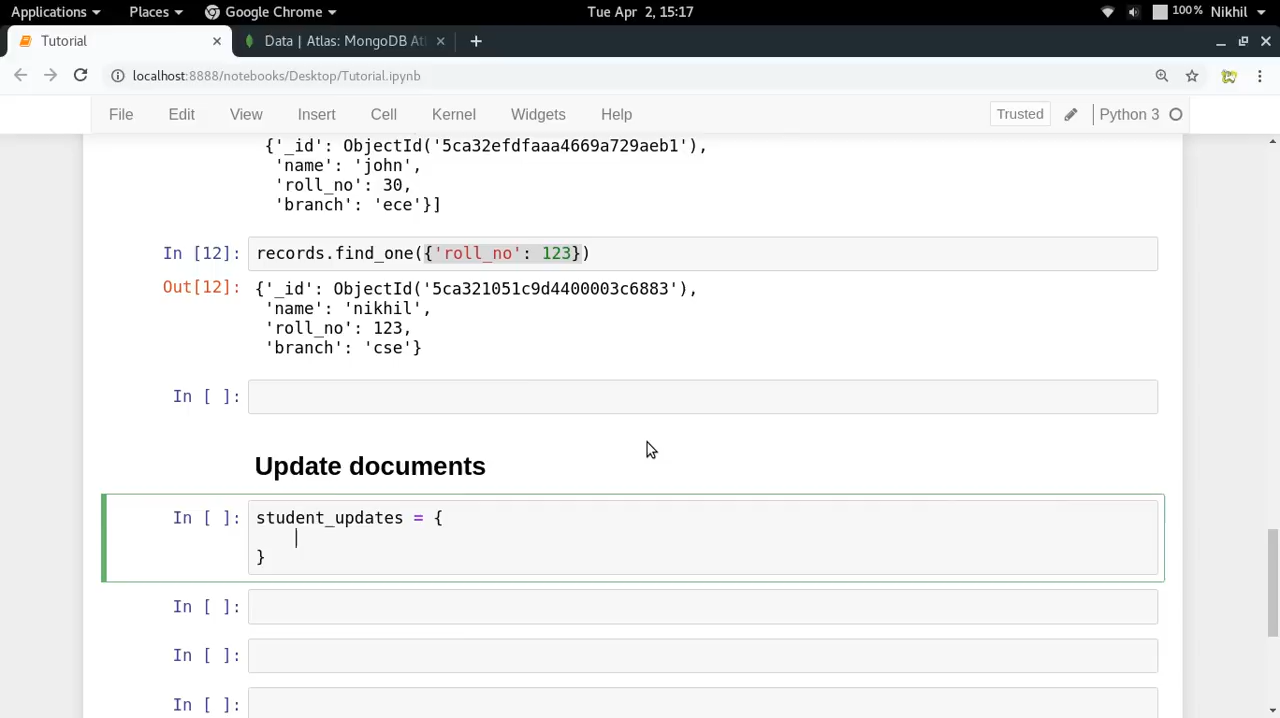 Applications Places Google Chrome Tue Apr 2, 15:17 100% Nikhil
Tutorial Data | Atlas: MongoDB Atl
localhost:8888/notebooks/Desktop/Tutorial.ipynb
File Edit View Insert Cell Kernel Widgets Help Trusted Python 3
{'_id': ObjectId('5ca32efdfaaa4669a729aeb1'),
'name': 'john',
'roll_no': 30,
'branch': 'ece'}]
In [12]: records.find_one({'roll_no': 123})
Out[12]: {'_id': ObjectId('5ca321051c9d4400003c6883'),
'name': 'nikhil',
'roll_no': 123,
'branch': 'cse'}
In [ ]:
Update documents
In [ ]: student_updates = {
}
In [ ]:
In [ ]:
In [ ]: